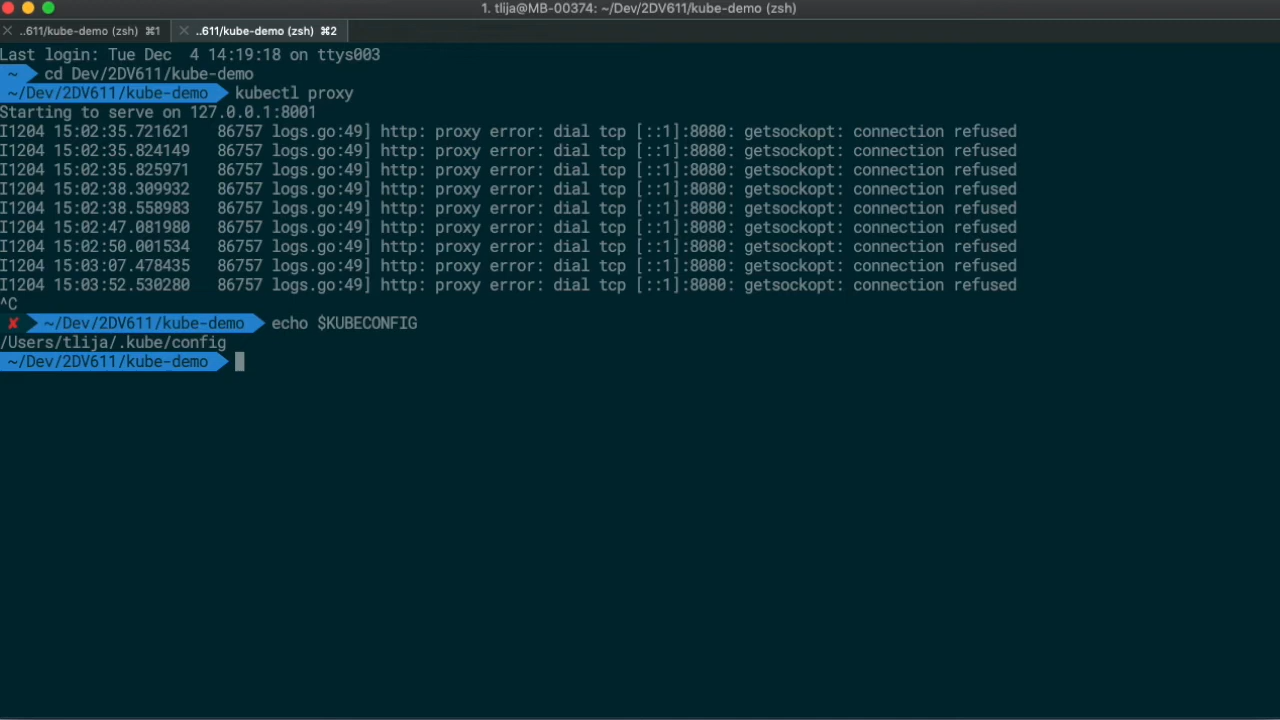 1. tlija@MB-00374: ~/Dev/2DV611/kube-demo (zsh)
..611/kube-demo (zsh) ⌘1 ..611/kube-demo (zsh) ⌘2
Last login: Tue Dec  4 14:19:18 on ttys003
~ cd Dev/2DV611/kube-demo
~/Dev/2DV611/kube-demo kubectl proxy
Starting to serve on 127.0.0.1:8001
I1204 15:02:35.721621   86757 logs.go:49] http: proxy error: dial tcp [::1]:8080: getsockopt: connection refused
I1204 15:02:35.824149   86757 logs.go:49] http: proxy error: dial tcp [::1]:8080: getsockopt: connection refused
I1204 15:02:35.825971   86757 logs.go:49] http: proxy error: dial tcp [::1]:8080: getsockopt: connection refused
I1204 15:02:38.309932   86757 logs.go:49] http: proxy error: dial tcp [::1]:8080: getsockopt: connection refused
I1204 15:02:38.558983   86757 logs.go:49] http: proxy error: dial tcp [::1]:8080: getsockopt: connection refused
I1204 15:02:47.081980   86757 logs.go:49] http: proxy error: dial tcp [::1]:8080: getsockopt: connection refused
I1204 15:02:50.001534   86757 logs.go:49] http: proxy error: dial tcp [::1]:8080: getsockopt: connection refused
I1204 15:03:07.478435   86757 logs.go:49] http: proxy error: dial tcp [::1]:8080: getsockopt: connection refused
I1204 15:03:52.530280   86757 logs.go:49] http: proxy error: dial tcp [::1]:8080: getsockopt: connection refused
^C
✘ ~/Dev/2DV611/kube-demo echo $KUBECONFIG
/Users/tlija/.kube/config
~/Dev/2DV611/kube-demo